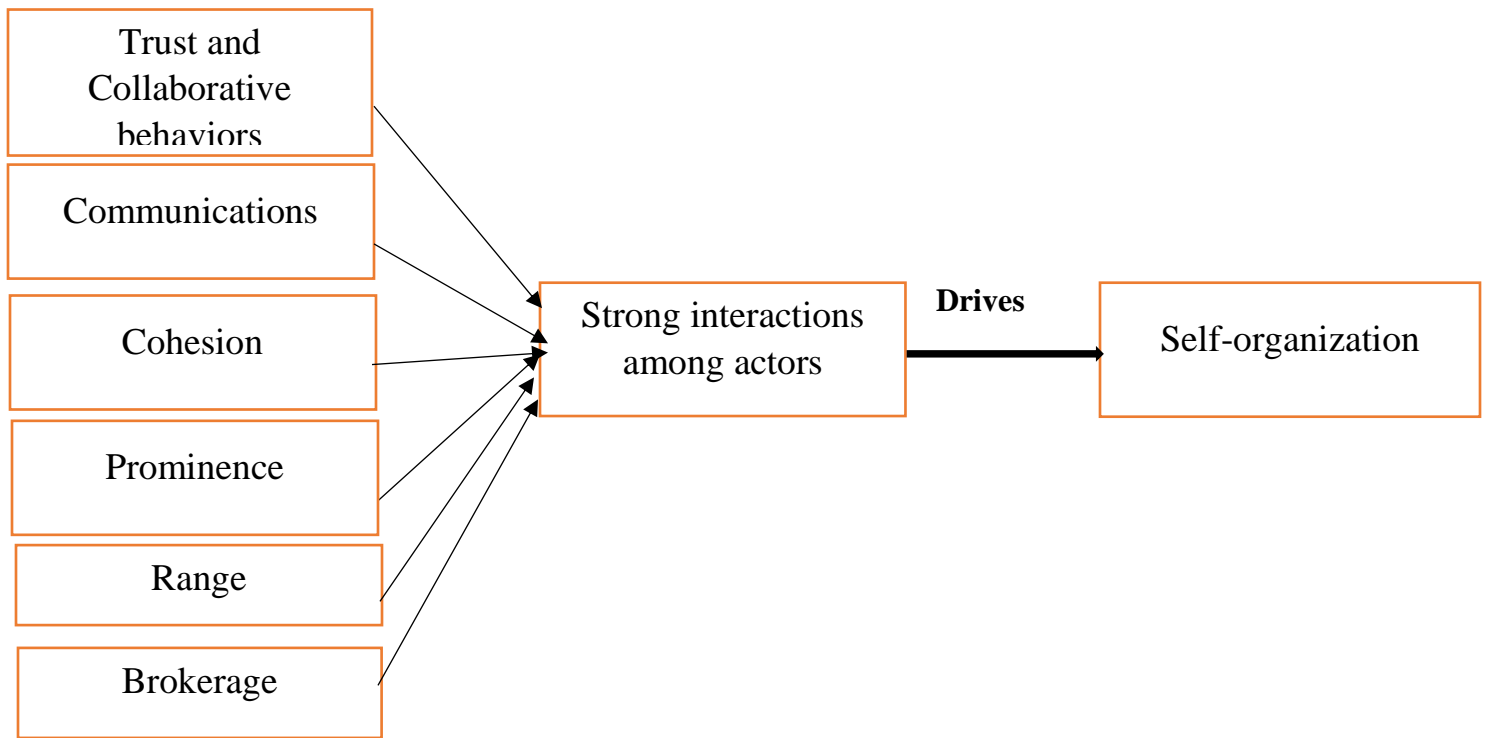 Trust and
Collaborative
behaviors
Communications
Cohesion
Prominence
Range
Brokerage
Strong interactions
among actors
Drives
Self-organization